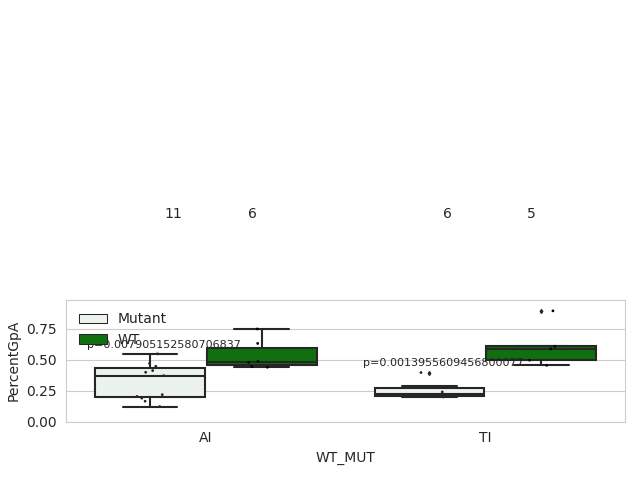 11 6 6 5
Mutant
WT
p=0.007905152580706837
p=0.0013955609456800077
0.75
0.50
0.25
0.00
PercentGpA
AI TI
WT_MUT